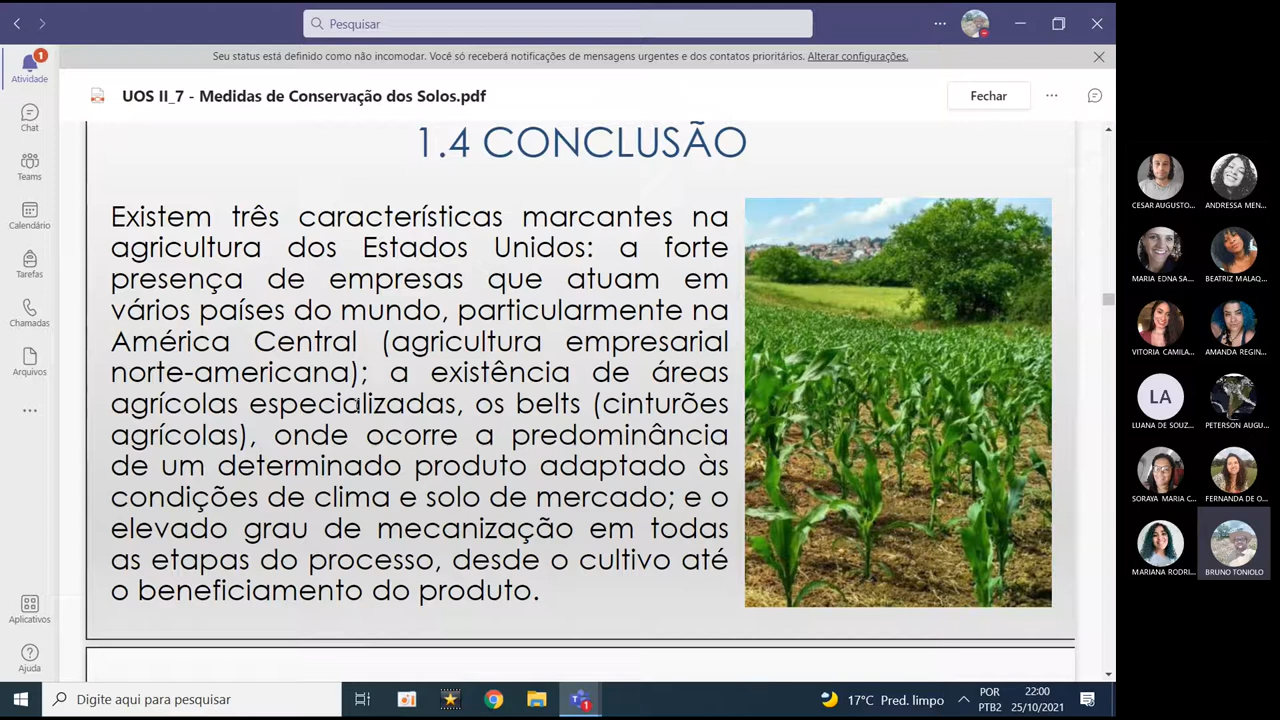 Pesquisar
Seu status está definido como não incomodar. Você só receberá notificações de mensagens urgentes e dos contatos prioritários. Alterar configurações.
1
Atividade
Chat
Teams
Calendário
Tarefas
Chamadas
Arquivos
Aplicativos
Ajuda
UOS II_7 - Medidas de Conservação dos Solos.pdf
Fechar
1.4 CONCLUSÃO
Existem três características marcantes na
agricultura dos Estados Unidos: a forte
presença de empresas que atuam em
vários países do mundo, particularmente na
América Central (agricultura empresarial
norte-americana); a existência de áreas
agrícolas especializadas, os belts (cinturões
agrícolas), onde ocorre a predominância
de um determinado produto adaptado às
condições de clima e solo de mercado; e o
elevado grau de mecanização em todas
as etapas do processo, desde o cultivo até
o beneficiamento do produto.
CESAR AUGUSTO...
ANDRESSA MEN...
MARIA EDNA SA...
BEATRIZ MALAQ...
VITORIA CAMILA...
AMANDA REGIN...
LA
LUANA DE SOUZ...
PETERSON AUGU...
SORAYA MARIA C...
FERNANDA DE O...
MARIANA RODRI...
BRUNO TONIOLO
Digite aqui para pesquisar
1
17°C Pred. limpo
POR
PTB2
22:00
25/10/2021